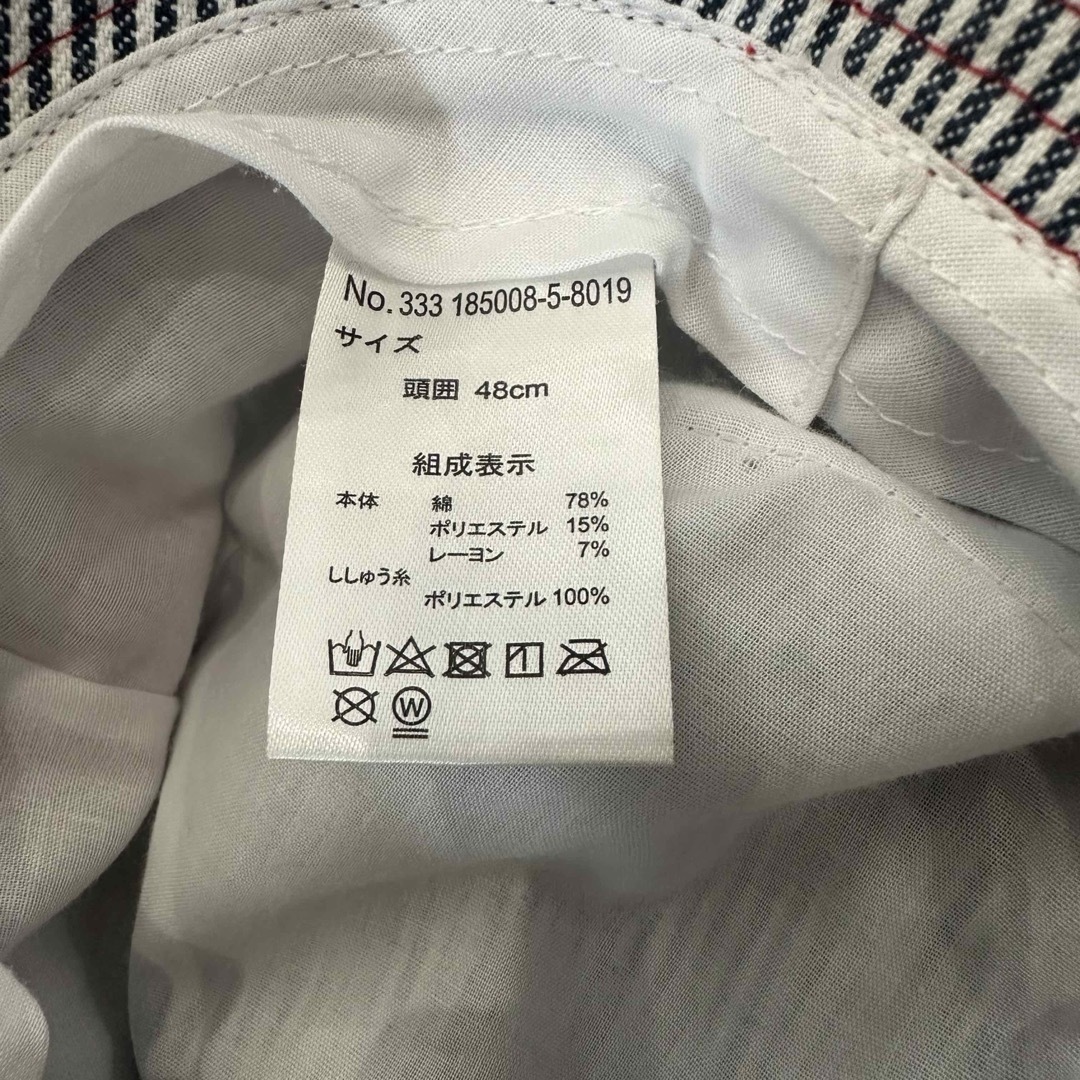 No. 333 185008-5-8019
サイズ
頭囲 48cm
組成表示
本体 綿 78%
ポリエステル 15%
レーヨン 7%
ししゅう糸
ポリエステル 100%
1
W